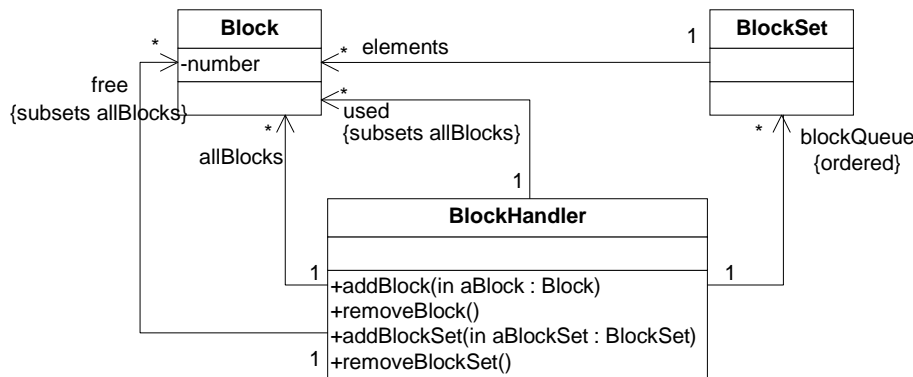 Block
BlockSet
*
*
elements
1
-number
free
{subsets allBlocks}
*
used
{subsets allBlocks}
*
*
allBlocks
blockQueue
{ordered}
1
BlockHandler
1
1
+addBlock(in aBlock : Block)
+removeBlock()
+addBlockSet(in aBlockSet : BlockSet)
1
+removeBlockSet()